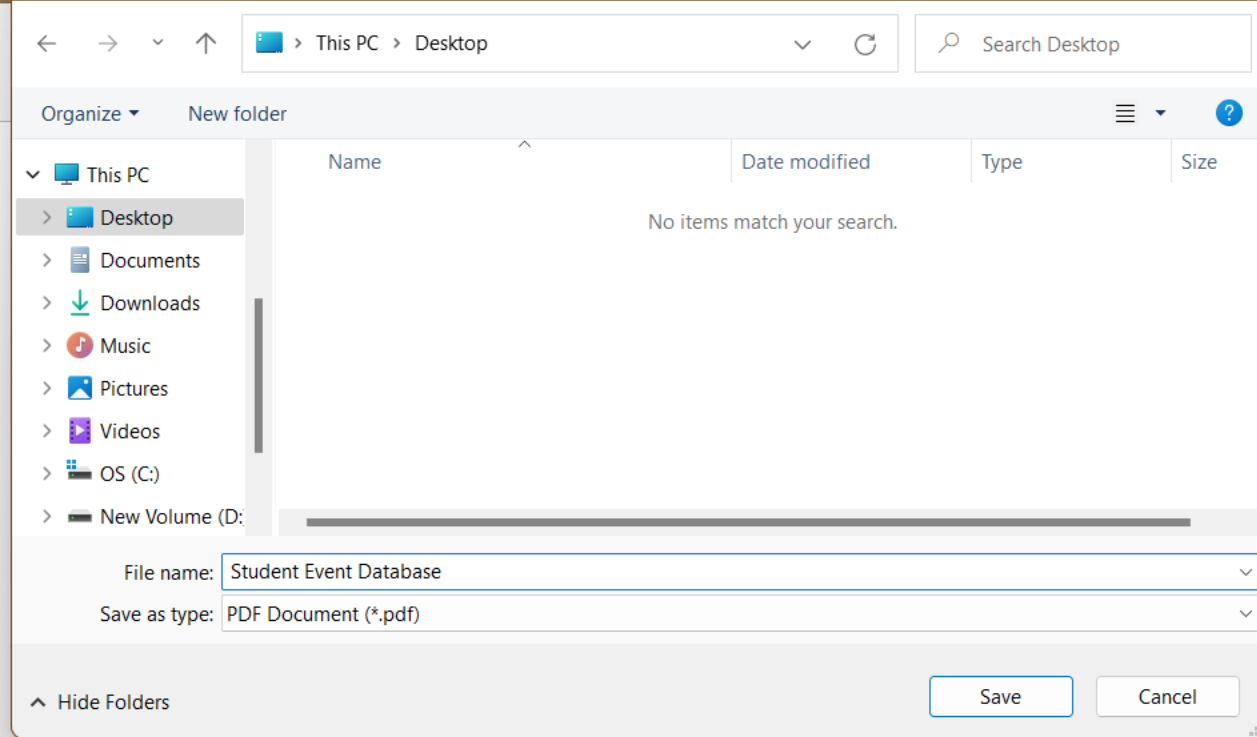 This PC > Desktop
Search Desktop
Organize
New folder
?
This PC
Name
Date modified
Type
Size
Desktop
No items match your search.
Documents
Downloads
Music
Pictures
Videos
OS (C:)
New Volume (D:
File name: Student Event Database
Save as type: PDF Document (*.pdf)
Hide Folders
Save
Cancel